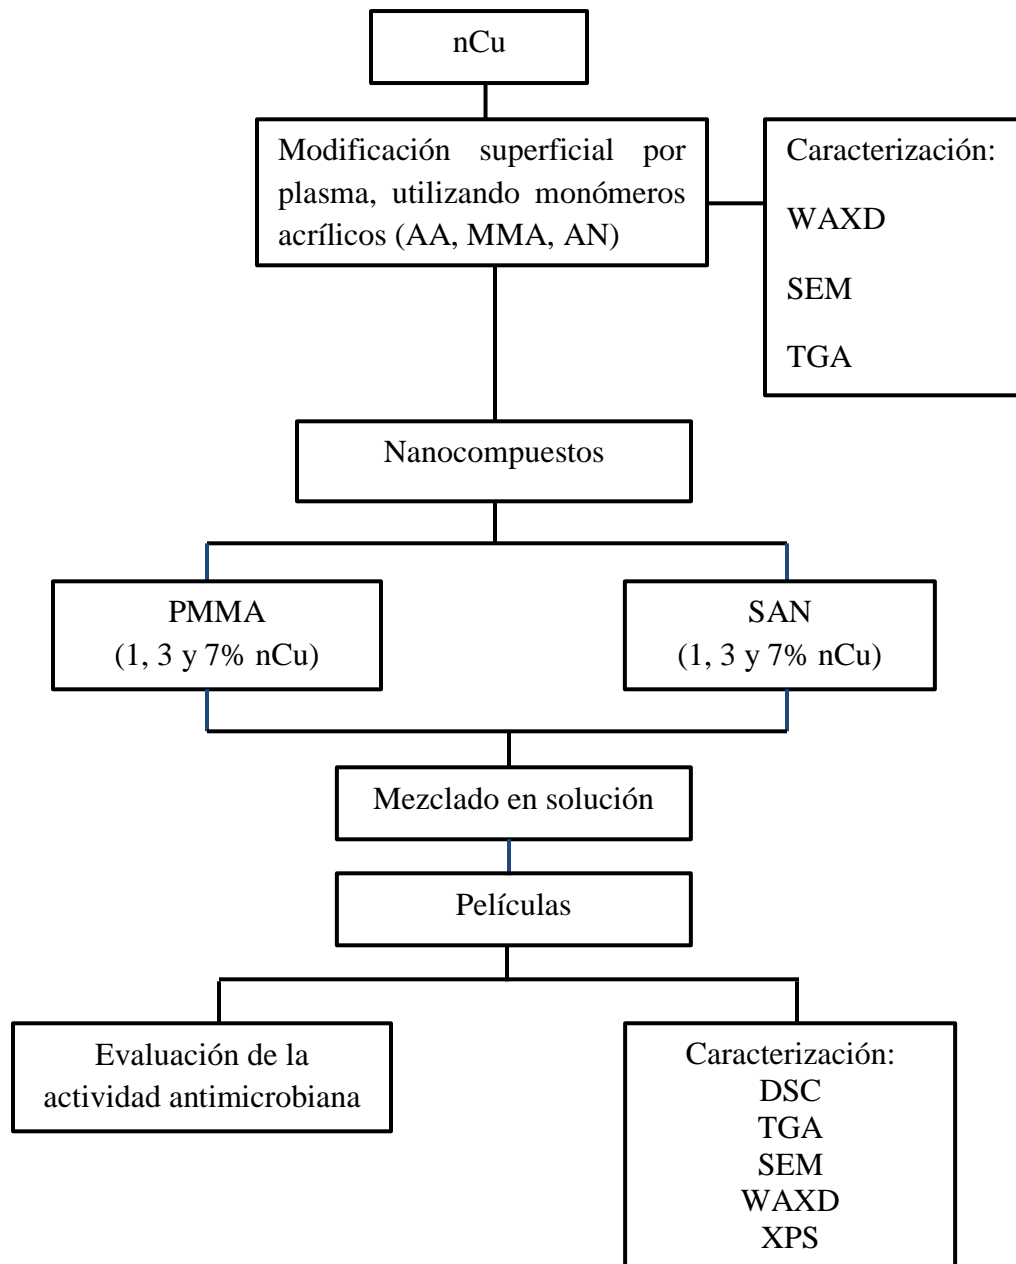 nCu
Modificación superficial por
plasma, utilizando monómeros
acrílicos (AA, MMA, AN)
Caracterización:
WAXD
SEM
TGA
Nanocompuestos
PMMA
(1, 3 y 7% nCu)
SAN
(1, 3 y 7% nCu)
Mezclado en solución
Películas
Evaluación de la
actividad antimicrobiana
Caracterización:
DSC
TGA
SEM
WAXD
XPS